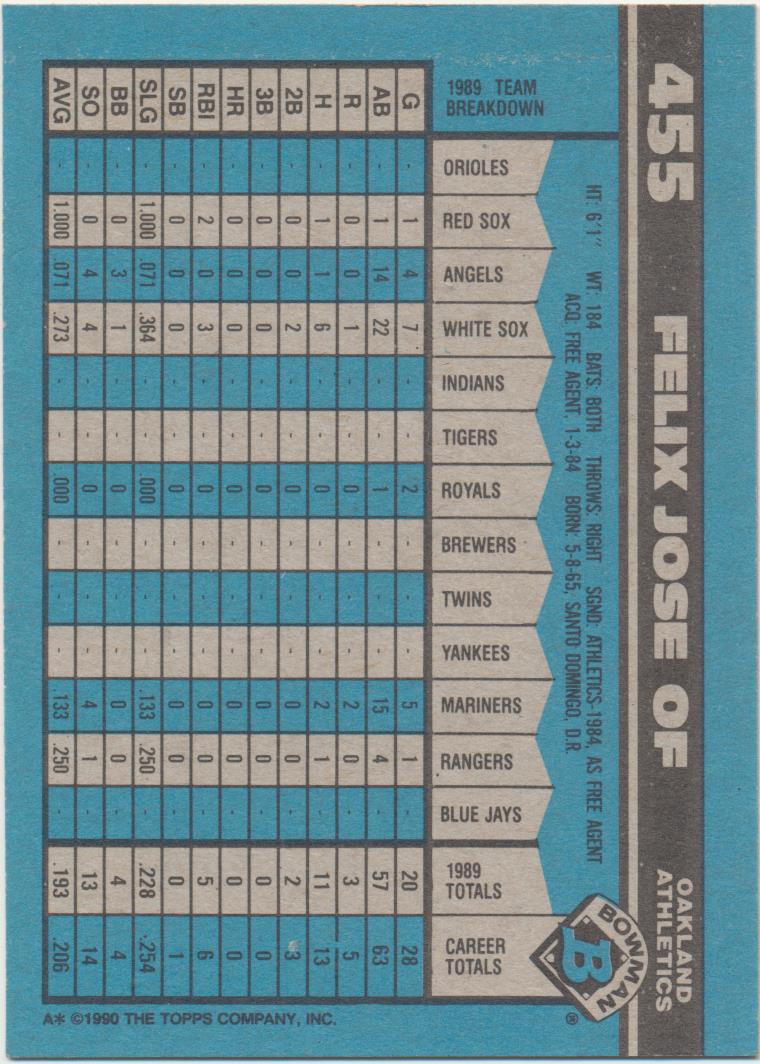 455 FELIX JOSE OF
OAKLAND
ATHLETICS
BOWMAN
B
HT: 6'1" WT: 184 BATS: BOTH THROWS: RIGHT SGND: ATHLETICS-1984, AS FREE AGENT
ACQ: FREE AGENT, 1-3-84 BORN: 5-8-65, SANTO DOMINGO, D.R.
1989 TEAM
BREAKDOWN
G AB R H 2B 3B HR RBI SB SLG BB SO AVG
ORIOLES - - - - - - - - - - - - -
RED SOX 1 1 0 1 0 0 0 2 0 1.000 0 0 1.000
ANGELS 4 14 0 1 0 0 0 0 0 .071 3 4 .071
WHITE SOX 7 22 1 6 2 0 0 3 0 .364 1 4 .273
INDIANS - - - - - - - - - - - - -
TIGERS - - - - - - - - - - - - -
ROYALS 2 1 0 0 0 0 0 0 0 .000 0 0 .000
BREWERS - - - - - - - - - - - - -
TWINS - - - - - - - - - - - - -
YANKEES - - - - - - - - - - - - -
MARINERS 5 15 2 2 0 0 0 0 0 .133 0 4 .133
RANGERS 1 4 0 1 0 0 0 0 0 .250 0 1 .250
BLUE JAYS - - - - - - - - - - - - -
1989
TOTALS 20 57 3 11 2 0 0 5 0 .228 4 13 .193
CAREER
TOTALS 28 63 5 13 3 0 0 6 1 .254 4 14 .206
A* ©1990 THE TOPPS COMPANY, INC.
®